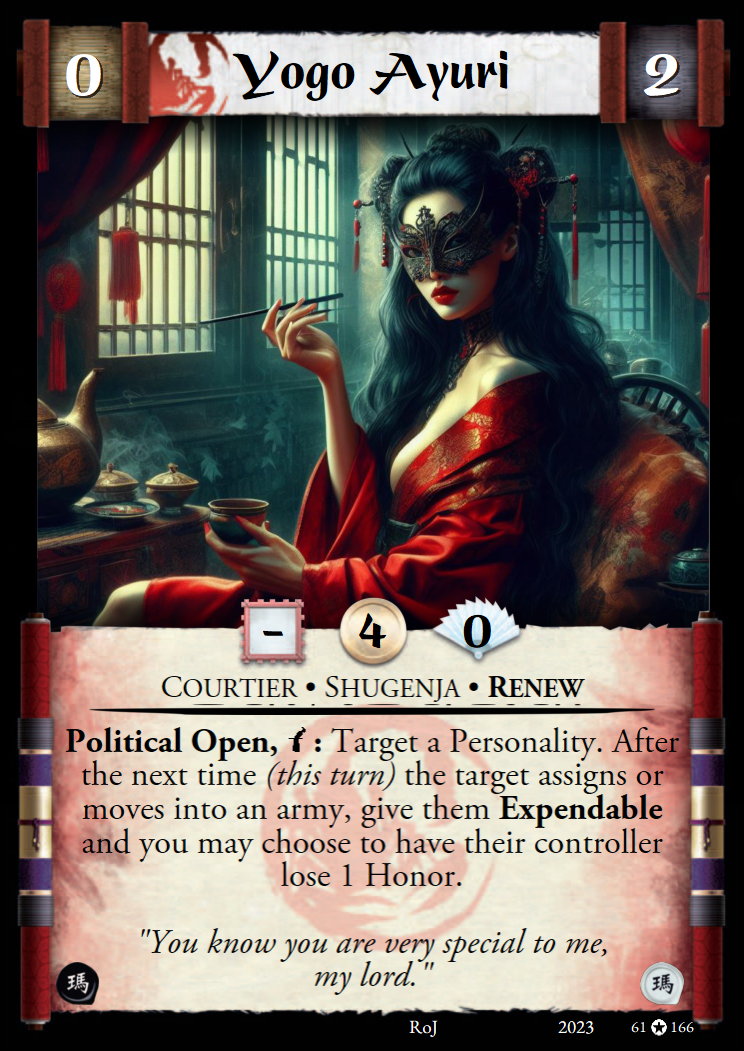 0 Yogo Ayuri 2
- 4 0
COURTIER • SHUGENJA • RENEW
Political Open, : Target a Personality. After
the next time (this turn) the target assigns or
moves into an army, give them Expendable
and you may choose to have their controller
lose 1 Honor.
"You know you are very special to me,
my lord."
瑪 瑪
RoJ 2023 61 166